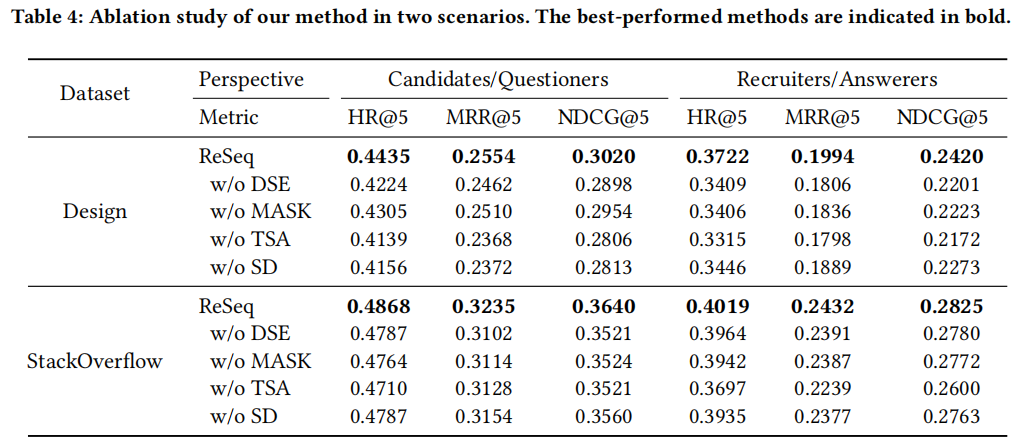 Table 4: Ablation study of our method in two scenarios. The best-performed methods are indicated in bold.
Dataset Perspective Candidates/Questioners Recruiters/Answerers
Metric HR@5 MRR@5 NDCG@5 HR@5 MRR@5 NDCG@5
Design ReSeq 0.4435 0.2554 0.3020 0.3722 0.1994 0.2420
w/o DSE 0.4224 0.2462 0.2898 0.3409 0.1806 0.2201
w/o MASK 0.4305 0.2510 0.2954 0.3406 0.1836 0.2223
w/o TSA 0.4139 0.2368 0.2806 0.3315 0.1798 0.2172
w/o SD 0.4156 0.2372 0.2813 0.3446 0.1889 0.2273
StackOverflow ReSeq 0.4868 0.3235 0.3640 0.4019 0.2432 0.2825
w/o DSE 0.4787 0.3102 0.3521 0.3964 0.2391 0.2780
w/o MASK 0.4764 0.3114 0.3524 0.3942 0.2387 0.2772
w/o TSA 0.4710 0.3128 0.3521 0.3697 0.2239 0.2600
w/o SD 0.4787 0.3154 0.3560 0.3935 0.2377 0.2763